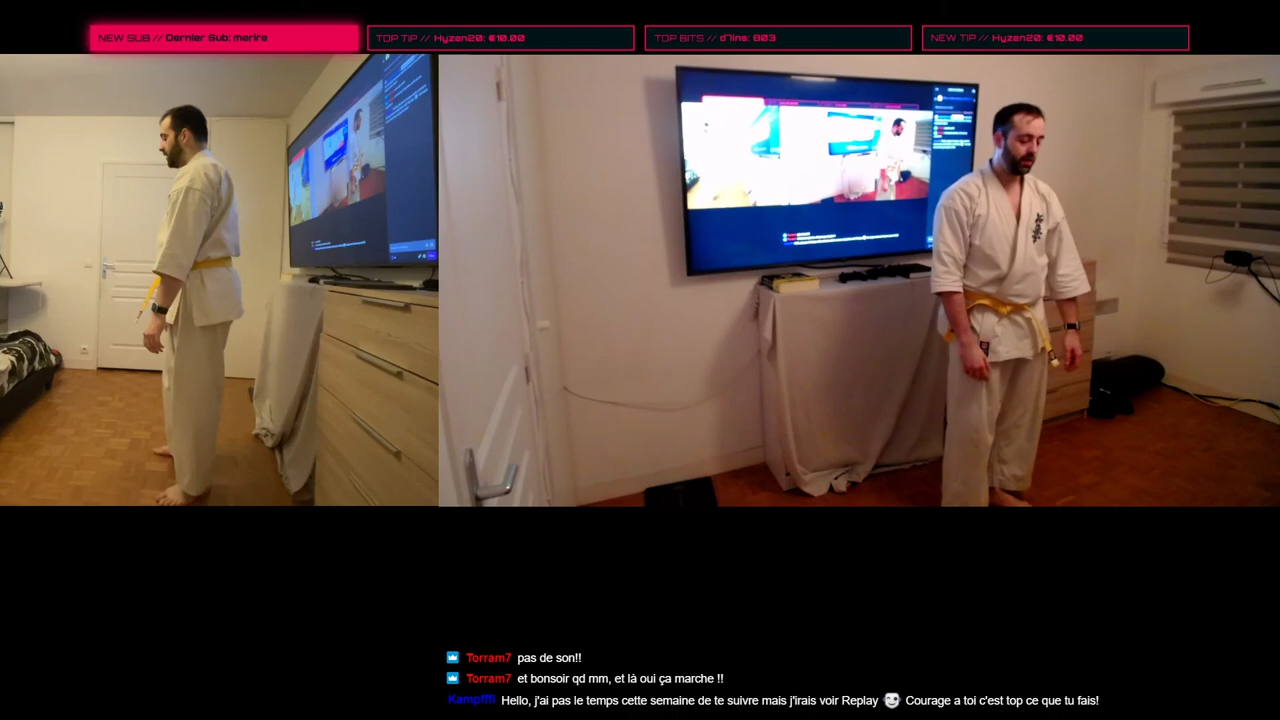 NEW SUB // Dernier Sub: merire
TOP TIP // Hyzen20: €10.00
TOP BITS // d7ins: 803
NEW TIP // Hyzen20: €10.00
Torram7 pas de son!!
Torram7 et bonsoir qd mm, et là oui ça marche !!
Kampfffi Hello, j'ai pas le temps cette semaine de te suivre mais j'irais voir Replay Courage a toi c'est top ce que tu fais!